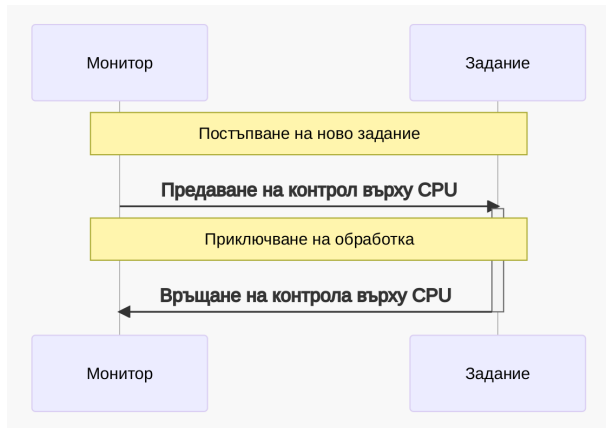 Монитор
Задание
Постъпване на ново задание
Предаване на контрол върху CPU
Приключване на обработка
Връщане на контрола върху CPU
Монитор
Задание